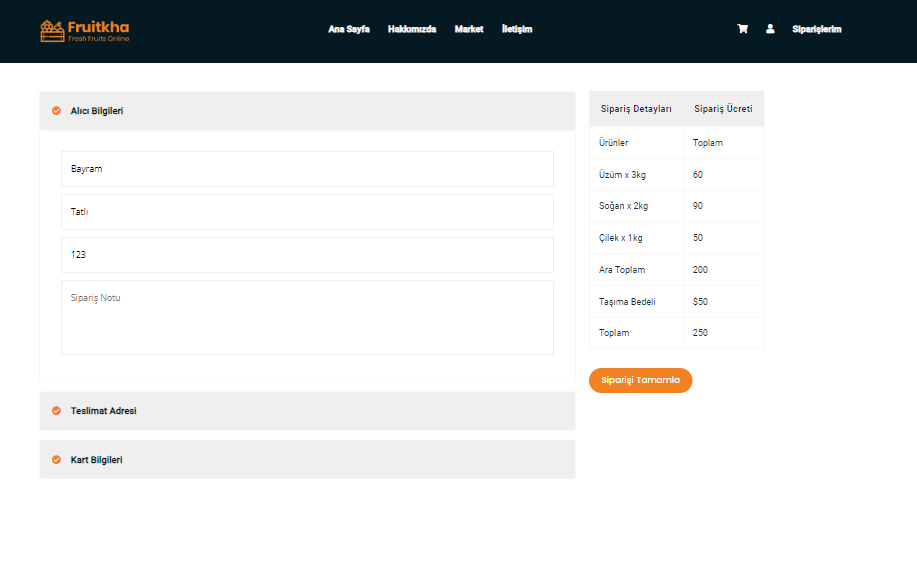 Fruitkha
Fresh Fruits Online
Ana Sayfa Hakkımızda Market İletişim
Siparişlerim
Alıcı Bilgileri
Bayram
Tatlı
123
Sipariş Notu
Teslimat Adresi
Kart Bilgileri
Sipariş Detayları Sipariş Ücreti
Ürünler Toplam
Üzüm x 3kg 60
Soğan x 2kg 90
Çilek x 1kg 50
Ara Toplam 200
Taşıma Bedeli $50
Toplam 250
Siparişi Tamamla